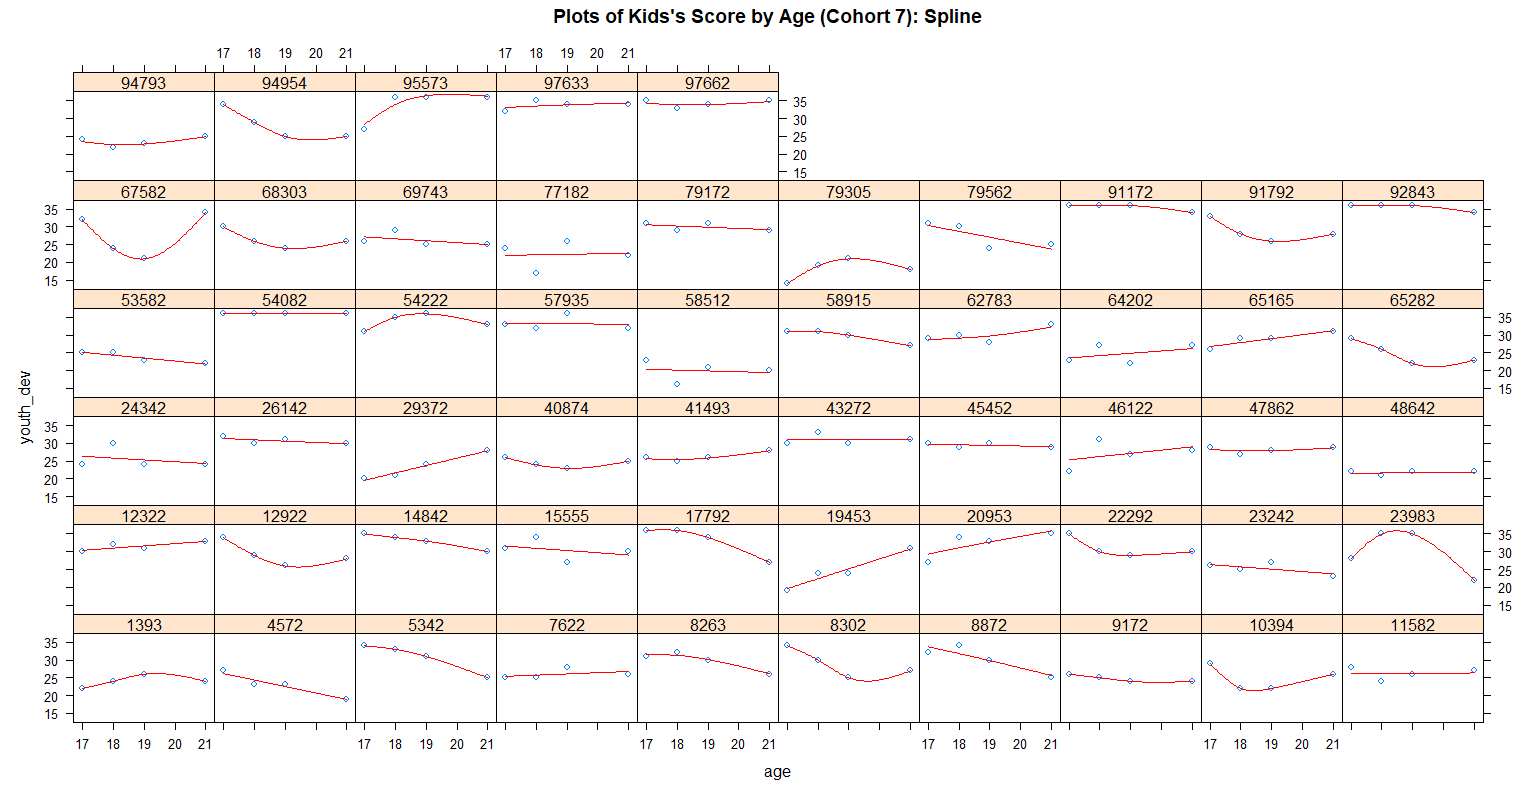 Plots of Kids's Score by Age (Cohort 7): Spline
17 18 19 20 21 17 18 19 20 21
94793 94954 95573 97633 97662
35
30
25
20
15
67582 68303 69743 77182 79172 79305 79562 91172 91792 92843
35
30
25
20
15
53582 54082 54222 57935 58512 58915 62783 64202 65165 65282
35
30
25
20
15
24342 26142 29372 40874 41493 43272 45452 46122 47862 48642
35
30
25
20
15
12322 12922 14842 15555 17792 19453 20953 22292 23242 23983
35
30
25
20
15
1393 4572 5342 7622 8263 8302 8872 9172 10394 11582
35
30
25
20
15
17 18 19 20 21 17 18 19 20 21 17 18 19 20 21 17 18 19 20 21 17 18 19 20 21
youth_dev
age